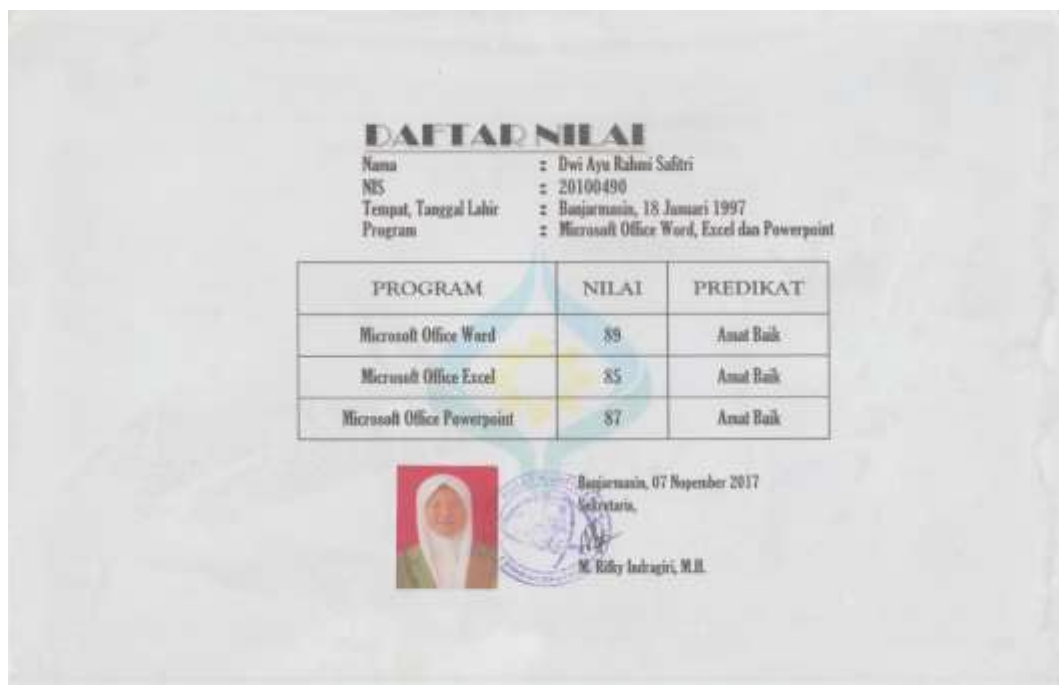 DAFTAR NILAI
Nama : Dwi Ayu Rahmi Safitri
NIS : 20100490
Tempat, Tanggal Lahir : Banjarmasin, 18 Januari 1997
Program : Microsoft Office Word, Excel dan Powerpoint
PROGRAM NILAI PREDIKAT
Microsoft Office Word 89 Amat Baik
Microsoft Office Excel 85 Amat Baik
Microsoft Office Powerpoint 87 Amat Baik
Banjarmasin, 07 Nopember 2017
Sekretaris,
M. Rifky Indragiri, M.H.